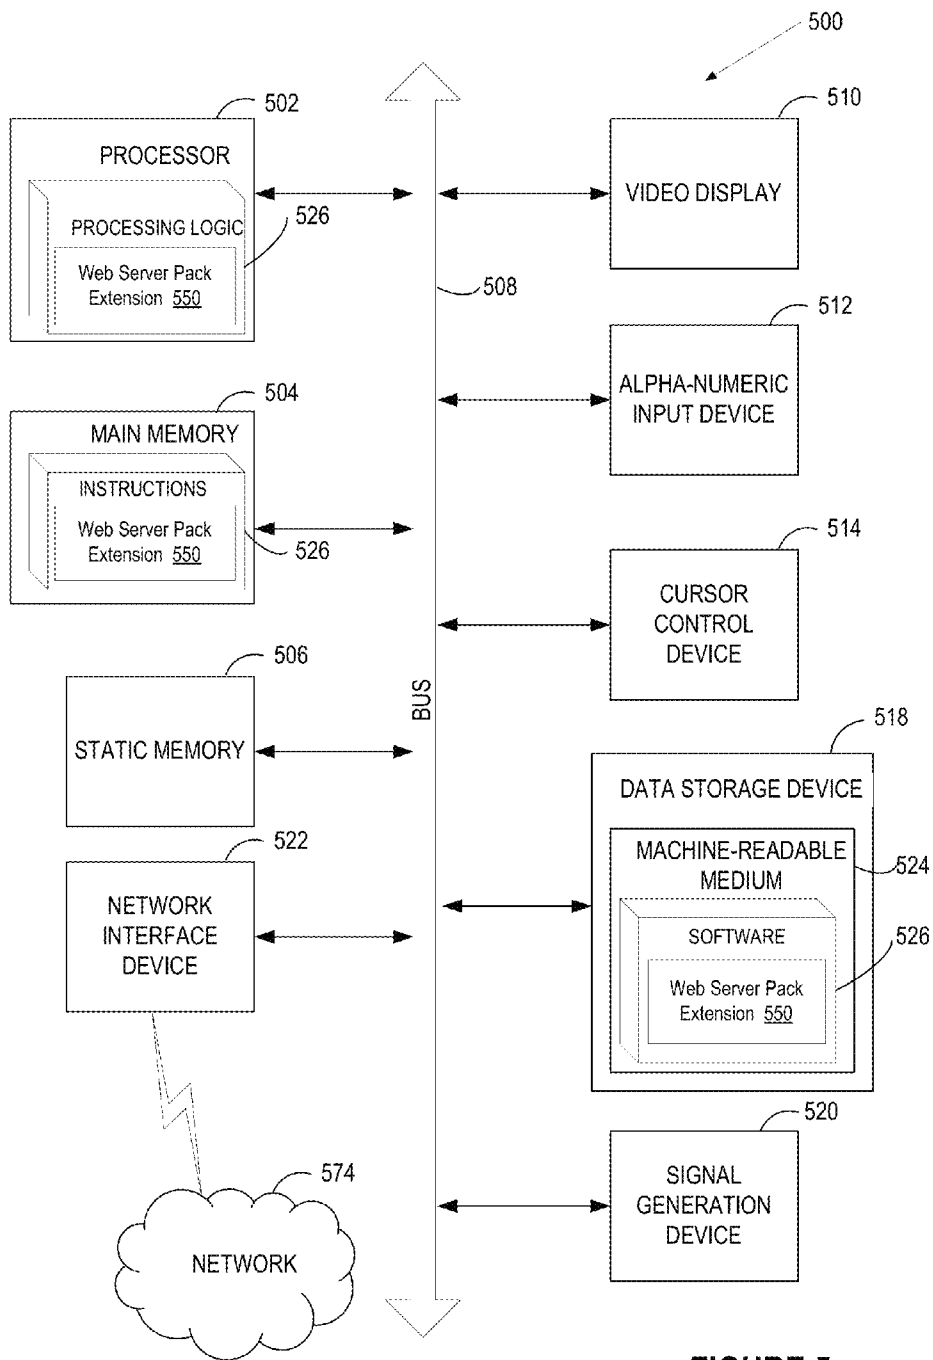 500
502
PROCESSOR
PROCESSING LOGIC
526
Web Server Pack
Extension 550
504
MAIN MEMORY
INSTRUCTIONS
Web Server Pack
Extension 550
526
506
STATIC MEMORY
522
NETWORK
INTERFACE
DEVICE
574
NETWORK
508
BUS
510
VIDEO DISPLAY
512
ALPHA-NUMERIC
INPUT DEVICE
514
CURSOR
CONTROL
DEVICE
518
DATA STORAGE DEVICE
MACHINE-READABLE
MEDIUM
524
SOFTWARE
526
Web Server Pack
Extension 550
520
SIGNAL
GENERATION
DEVICE